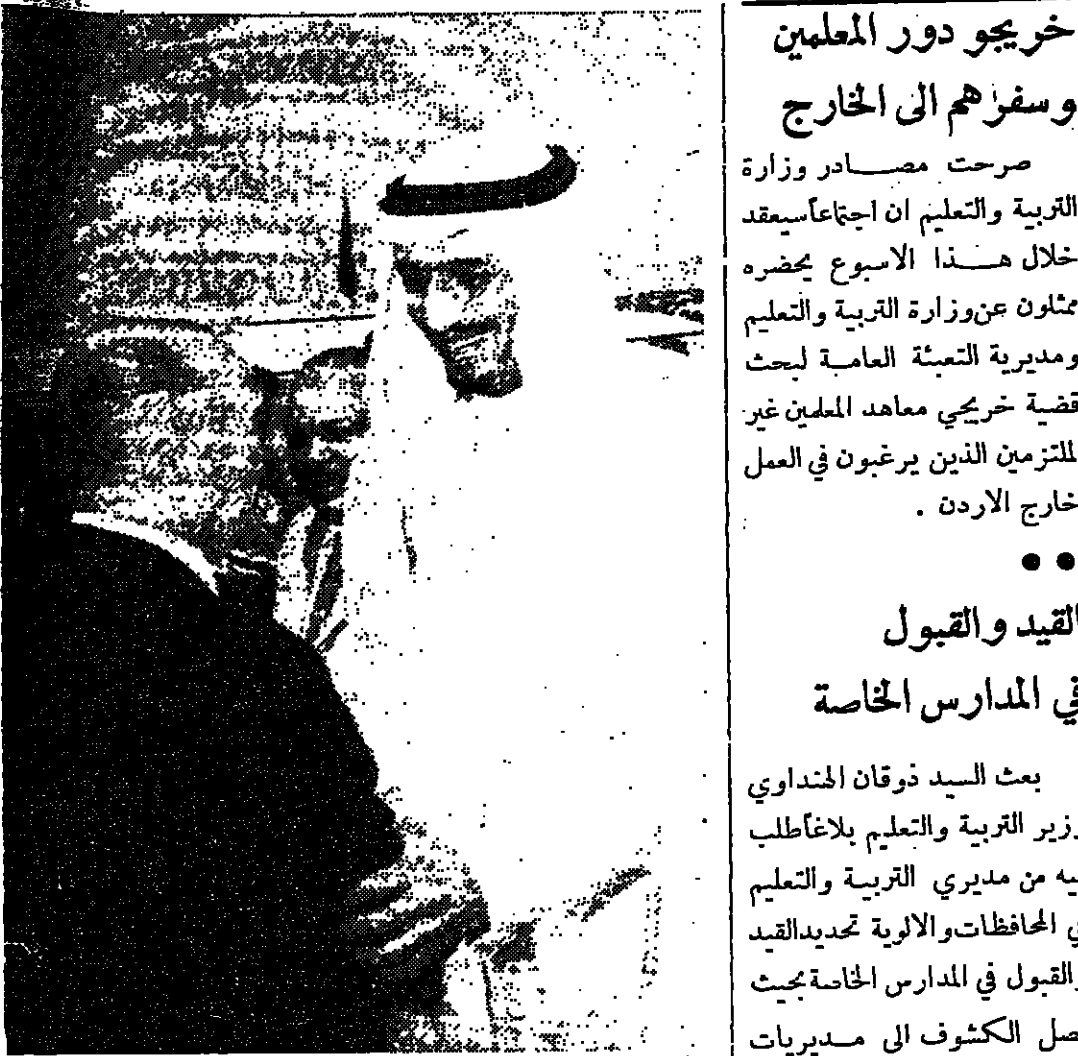 خريجو دور المعلمين
وسفرهم الى الخارج
صرحت مصادر وزارة
التربية والتعليم ان اجتماعاً سيعقد
خلال هذا الاسبوع يحضره
ممثلون عن وزارة التربية والتعليم
ومديرية التعبئة العامة لبحث
قضية خريجي معاهد المعلمين غير
لملتزمين الذين يرغبون في العمل
خارج الاردن .
القيد والقبول
في المدارس الخاصة
بعث السيد ذوقان الهنداوي
وزير التربية والتعليم بلاغاً طلب
فيه من مديري التربية والتعليم
في المحافظات والالوية تحديد القيد
والقبول في المدارس الخاصة بحيث
تصل الكشوف الى مديريات